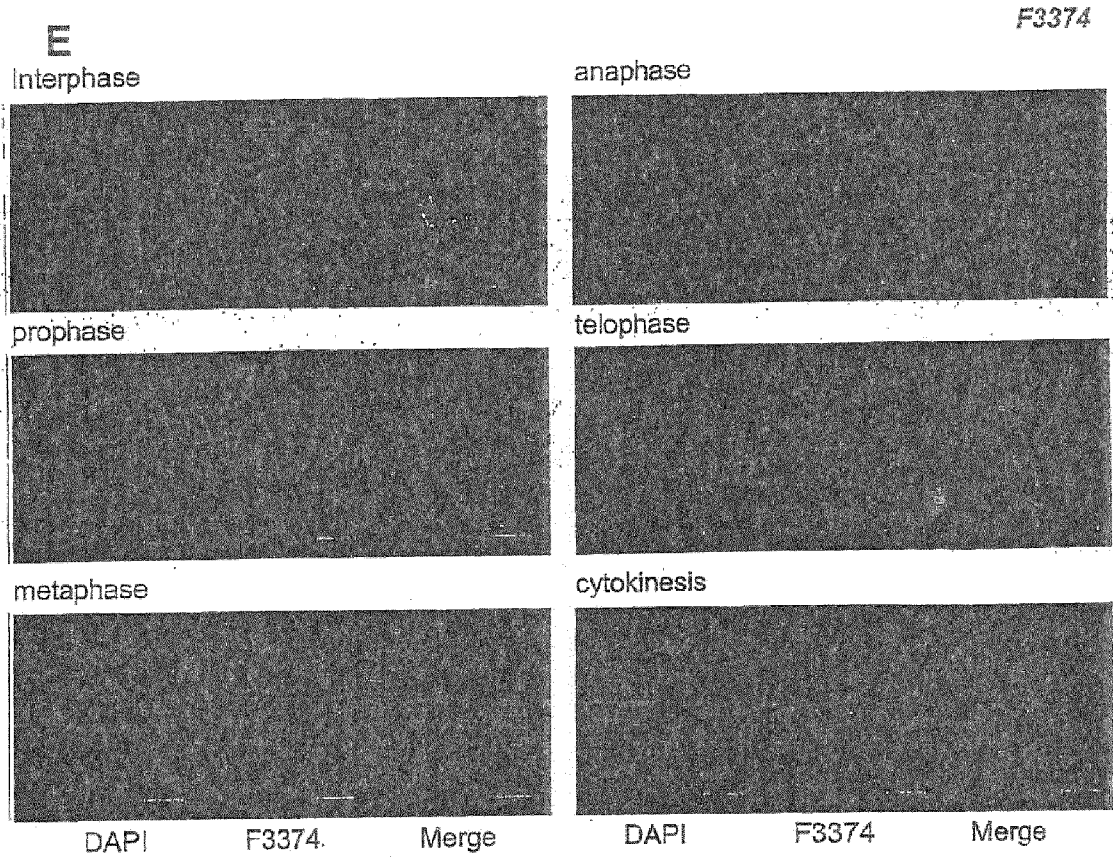 F3374
E
Interphase
anaphase
prophase
telophase
metaphase
cytokinesis
DAPI F3374. Merge DAPI F3374 Merge